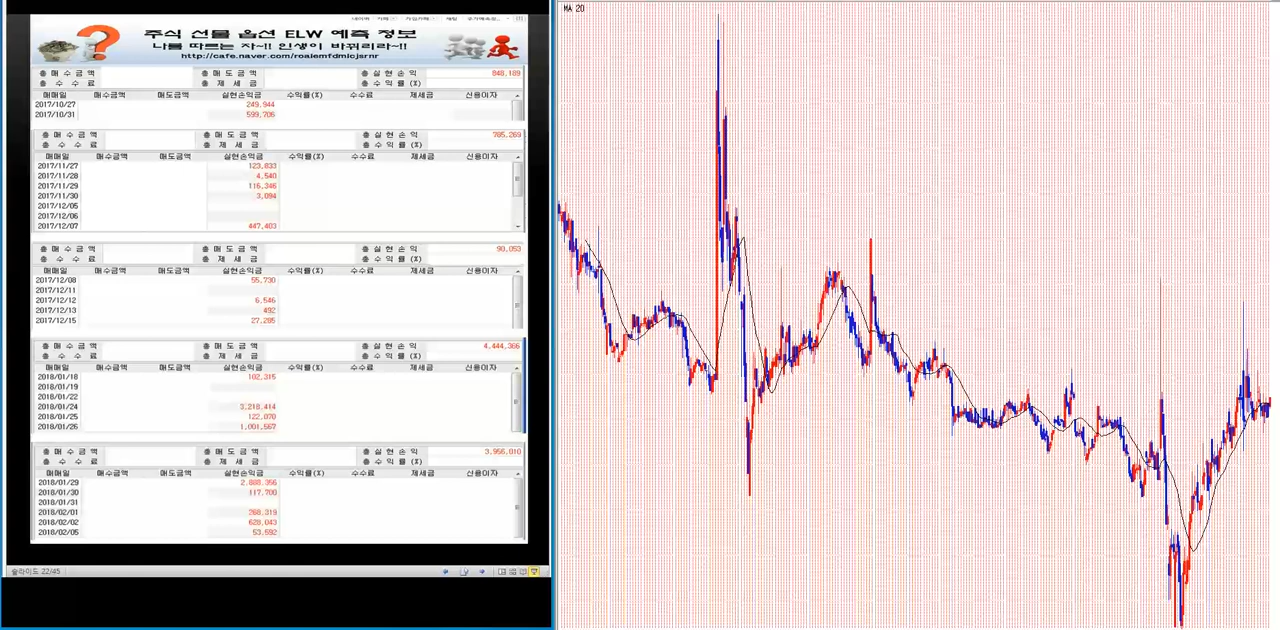 주식 선물 옵션 ELW 예측 정보
나를 따르는 자~!! 인생이 바뀌리라~!!
총 매 수 금 액 총 매 도 금 액 총 실 현 손 익 848,189
총 수 수 료 총 제 세 금 총 수 익 률 (%)
매매일 매수금액 매도금액 실현손익금 수익률(%) 수수료 제세금 신용이자
2017/10/27 249,944
2017/10/31 599,706
총 매 수 금 액 총 매 도 금 액 총 실 현 손 익 785,269
총 수 수 료 총 제 세 금 총 수 익 률 (%)
매매일 매수금액 매도금액 실현손익금 수익률(%) 수수료 제세금 신용이자
2017/11/27 123,833
2017/11/28 4,540
2017/11/29 116,346
2017/11/30 3,094
2017/12/05
2017/12/06
2017/12/07 447,403
총 매 수 금 액 총 매 도 금 액 총 실 현 손 익 90,053
총 수 수 료 총 제 세 금 총 수 익 률 (%)
매매일 매수금액 매도금액 실현손익금 수익률(%) 수수료 제세금 신용이자
2017/12/08 55,730
2017/12/11
2017/12/12 6,546
2017/12/13 492
2017/12/15 27,285
총 매 수 금 액 총 매 도 금 액 총 실 현 손 익 4,444,366
총 수 수 료 총 제 세 금 총 수 익 률 (%)
매매일 매수금액 매도금액 실현손익금 수익률(%) 수수료 제세금 신용이자
2018/01/18 102,315
2018/01/19
2018/01/22
2018/01/24 3,218,414
2018/01/25 122,070
2018/01/26 1,001,567
총 매 수 금 액 총 매 도 금 액 총 실 현 손 익 3,956,010
총 수 수 료 총 제 세 금 총 수 익 률 (%)
매매일 매수금액 매도금액 실현손익금 수익률(%) 수수료 제세금 신용이자
2018/01/29 2,888,356
2018/01/30 117,700
2018/01/31
2018/02/01 268,319
2018/02/02 628,043
2018/02/05 53,592
슬라이드 22/45
MA 20